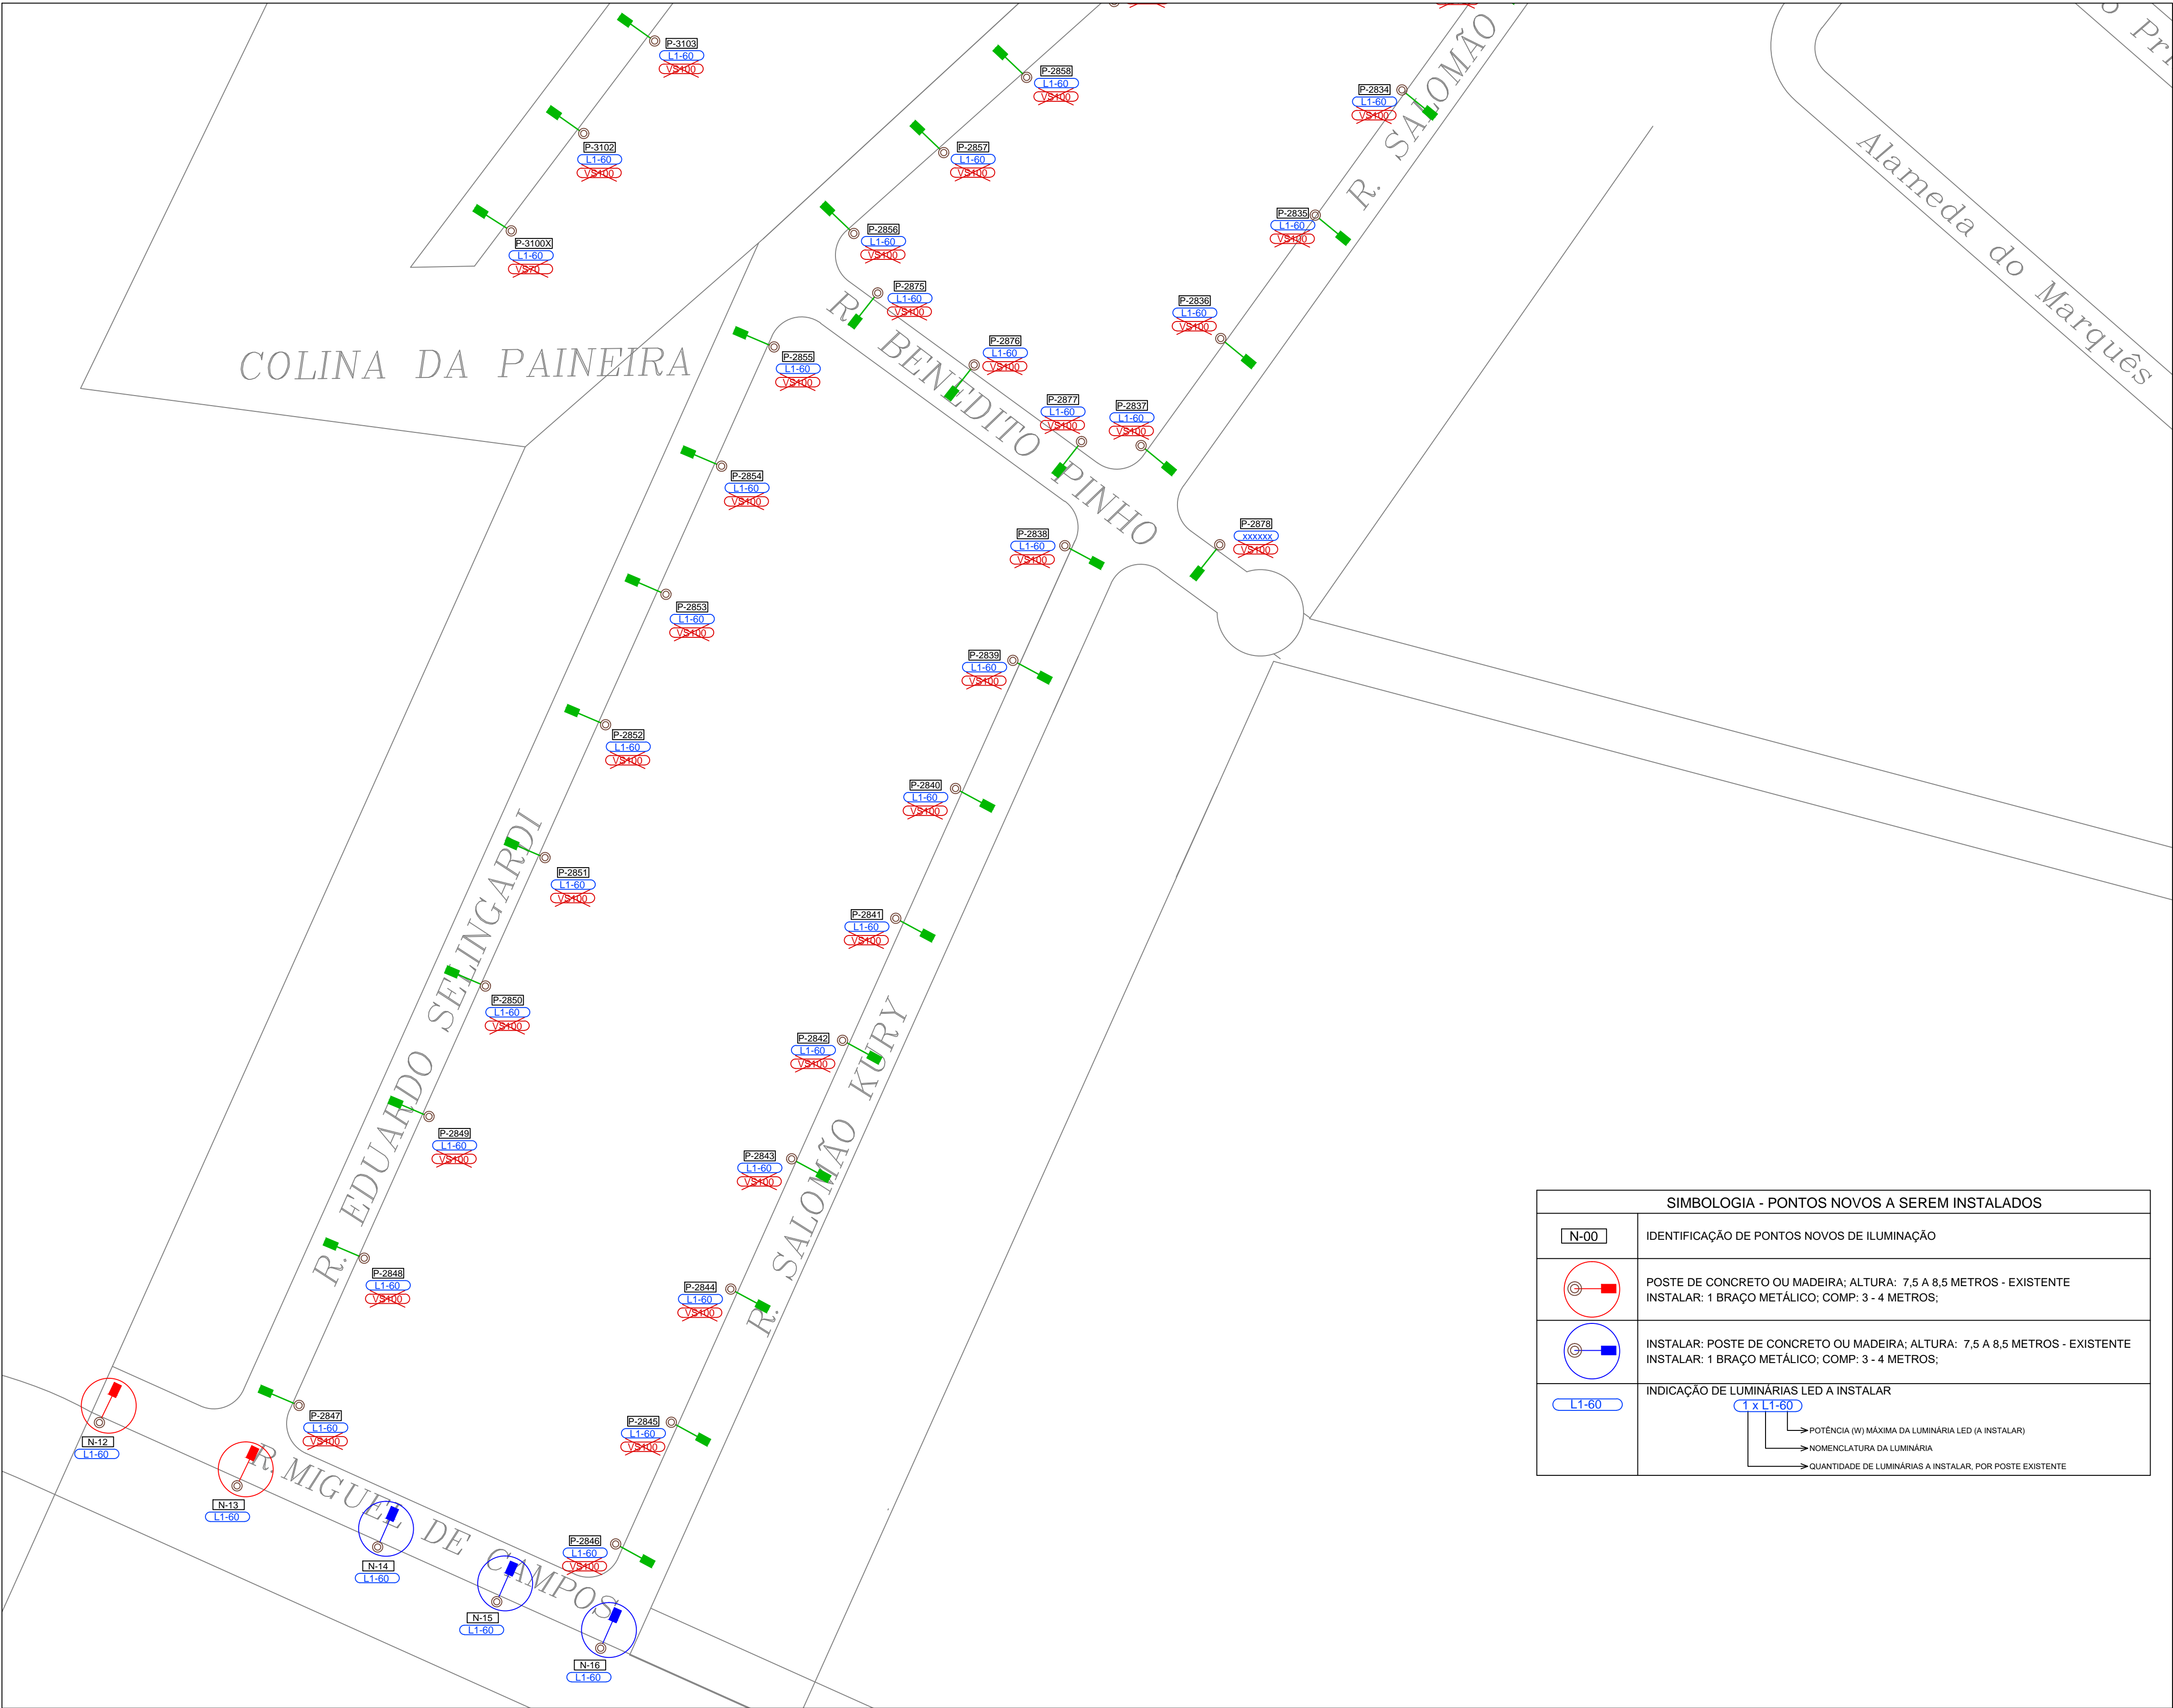 P-3103
L1-60
VS100
P-2858
L1-60
VS100
R. SALOMÃO
P-2834
L1-60
VS100
P-3102
L1-60
VS100
P-2857
L1-60
VS100
Alameda do Marquês
P-2835
L1-60
VS100
P-3100X
L1-60
VS70
P-2856
L1-60
VS100
P-2875
L1-60
VS100
P-2836
L1-60
VS100
COLINA DA PAINEIRA
P-2855
L1-60
VS100
P-2876
L1-60
VS100
R. BENEDITO PINHO
P-2877
L1-60
VS100
P-2837
L1-60
VS100
P-2854
L1-60
VS100
P-2838
L1-60
VS100
P-2878
xxxxxx
VS100
P-2853
L1-60
VS100
P-2839
L1-60
VS100
P-2852
L1-60
VS100
P-2840
L1-60
VS100
P-2851
L1-60
VS100
P-2841
L1-60
VS100
R. EDUARDO SELINGARDI
P-2850
L1-60
VS100
P-2842
L1-60
VS100
R. SALOMÃO KURY
P-2849
L1-60
VS100
P-2843
L1-60
VS100
P-2848
L1-60
VS100
P-2844
L1-60
VS100
P-2847
L1-60
VS100
P-2845
L1-60
VS100
N-12
L1-60
N-13
L1-60
R. MIGUEL DE CAMPOS
N-14
L1-60
P-2846
L1-60
VS100
N-15
L1-60
N-16
L1-60
SIMBOLOGIA - PONTOS NOVOS A SEREM INSTALADOS
N-00
IDENTIFICAÇÃO DE PONTOS NOVOS DE ILUMINAÇÃO
POSTE DE CONCRETO OU MADEIRA; ALTURA: 7,5 A 8,5 METROS - EXISTENTE
INSTALAR: 1 BRAÇO METÁLICO; COMP: 3 - 4 METROS;
INSTALAR: POSTE DE CONCRETO OU MADEIRA; ALTURA: 7,5 A 8,5 METROS - EXISTENTE
INSTALAR: 1 BRAÇO METÁLICO; COMP: 3 - 4 METROS;
L1-60
INDICAÇÃO DE LUMINÁRIAS LED A INSTALAR
1 x L1-60
POTÊNCIA (W) MÁXIMA DA LUMINÁRIA LED (A INSTALAR)
NOMENCLATURA DA LUMINÁRIA
QUANTIDADE DE LUMINÁRIAS A INSTALAR, POR POSTE EXISTENTE